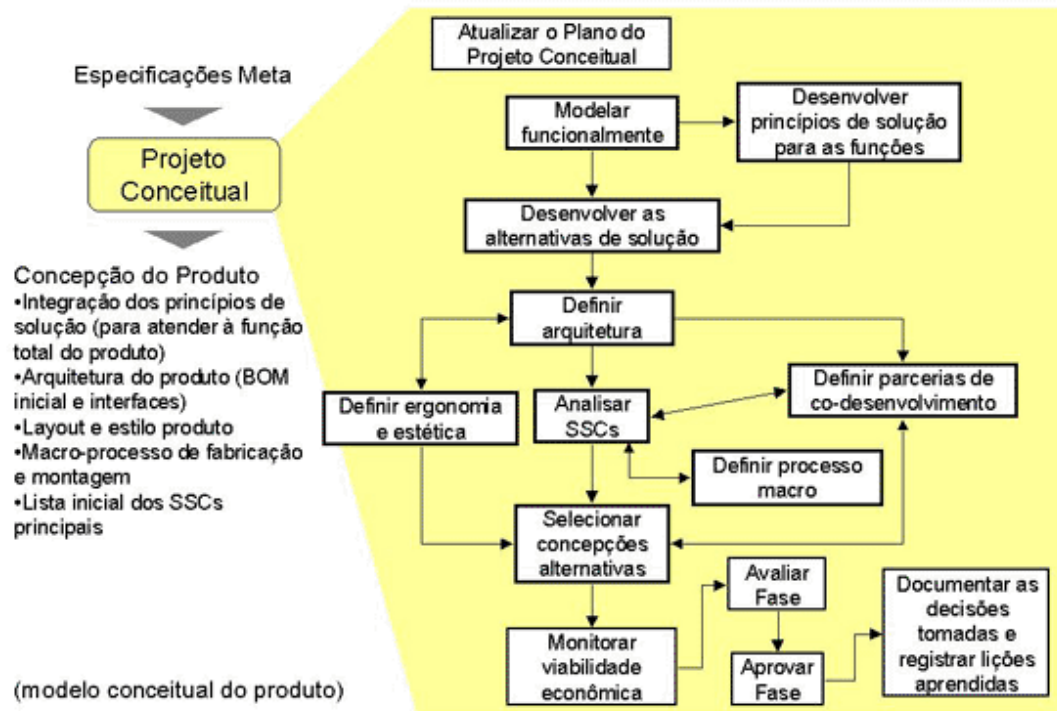 Especificações Meta
Projeto
Conceitual
Concepção do Produto
•Integração dos princípios de
solução (para atender à função
total do produto)
•Arquitetura do produto (BOM
inicial e interfaces)
•Layout e estilo produto
•Macro-processo de fabricação
e montagem
•Lista inicial dos SSCs
principais
(modelo conceitual do produto)
Atualizar o Plano do
Projeto Conceitual
Modelar
funcionalmente
Desenvolver
princípios de solução
para as funções
Desenvolver as
alternativas de solução
Definir
arquitetura
Definir ergonomia
e estética
Analisar
SSCs
Definir parcerias de
co-desenvolvimento
Definir processo
macro
Selecionar
concepções
alternativas
Monitorar
viabilidade
econômica
Avaliar
Fase
Aprovar
Fase
Documentar as
decisões
tomadas e
registrar lições
aprendidas